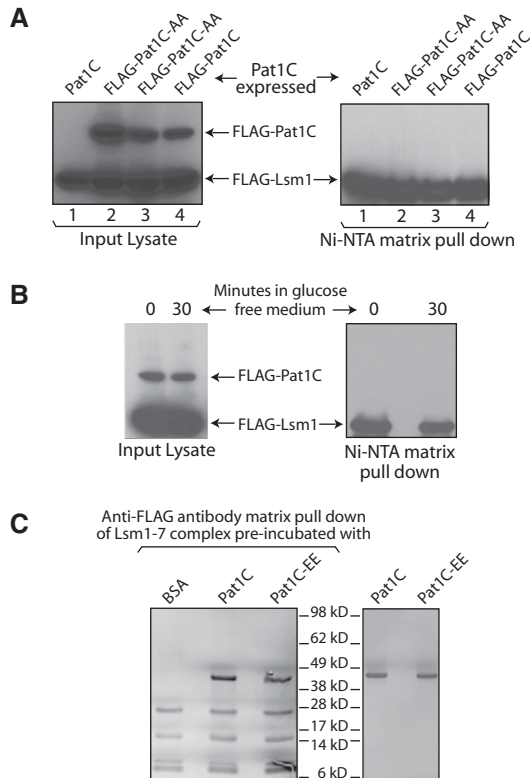 A
Pat1C
FLAG-Pat1C-AA
FLAG-Pat1C-AA
FLAG-Pat1C
Pat1C
expressed
Pat1C
FLAG-Pat1C-AA
FLAG-Pat1C-AA
FLAG-Pat1C
FLAG-Pat1C
FLAG-Lsm1
1 2 3 4
Input Lysate
1 2 3 4
Ni-NTA matrix pull down
B
Minutes in glucose
free medium
0 30
0 30
FLAG-Pat1C
FLAG-Lsm1
Input Lysate
Ni-NTA matrix
pull down
C
Anti-FLAG antibody matrix pull down
of Lsm1-7 complex pre-incubated with
BSA
Pat1C
Pat1C-EE
Pat1C
Pat1C-EE
98 kD
62 kD
49 kD
38 kD
28 kD
17 kD
14 kD
6 kD